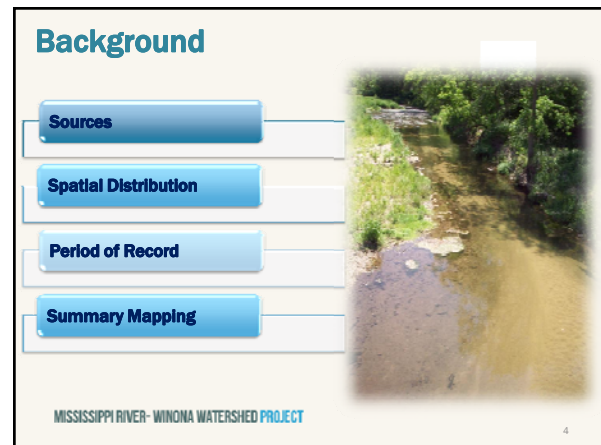 Background
Sources
Spatial Distribution
Period of Record
Summary Mapping
MISSISSIPPI RIVER- WINONA WATERSHED PROJECT
4